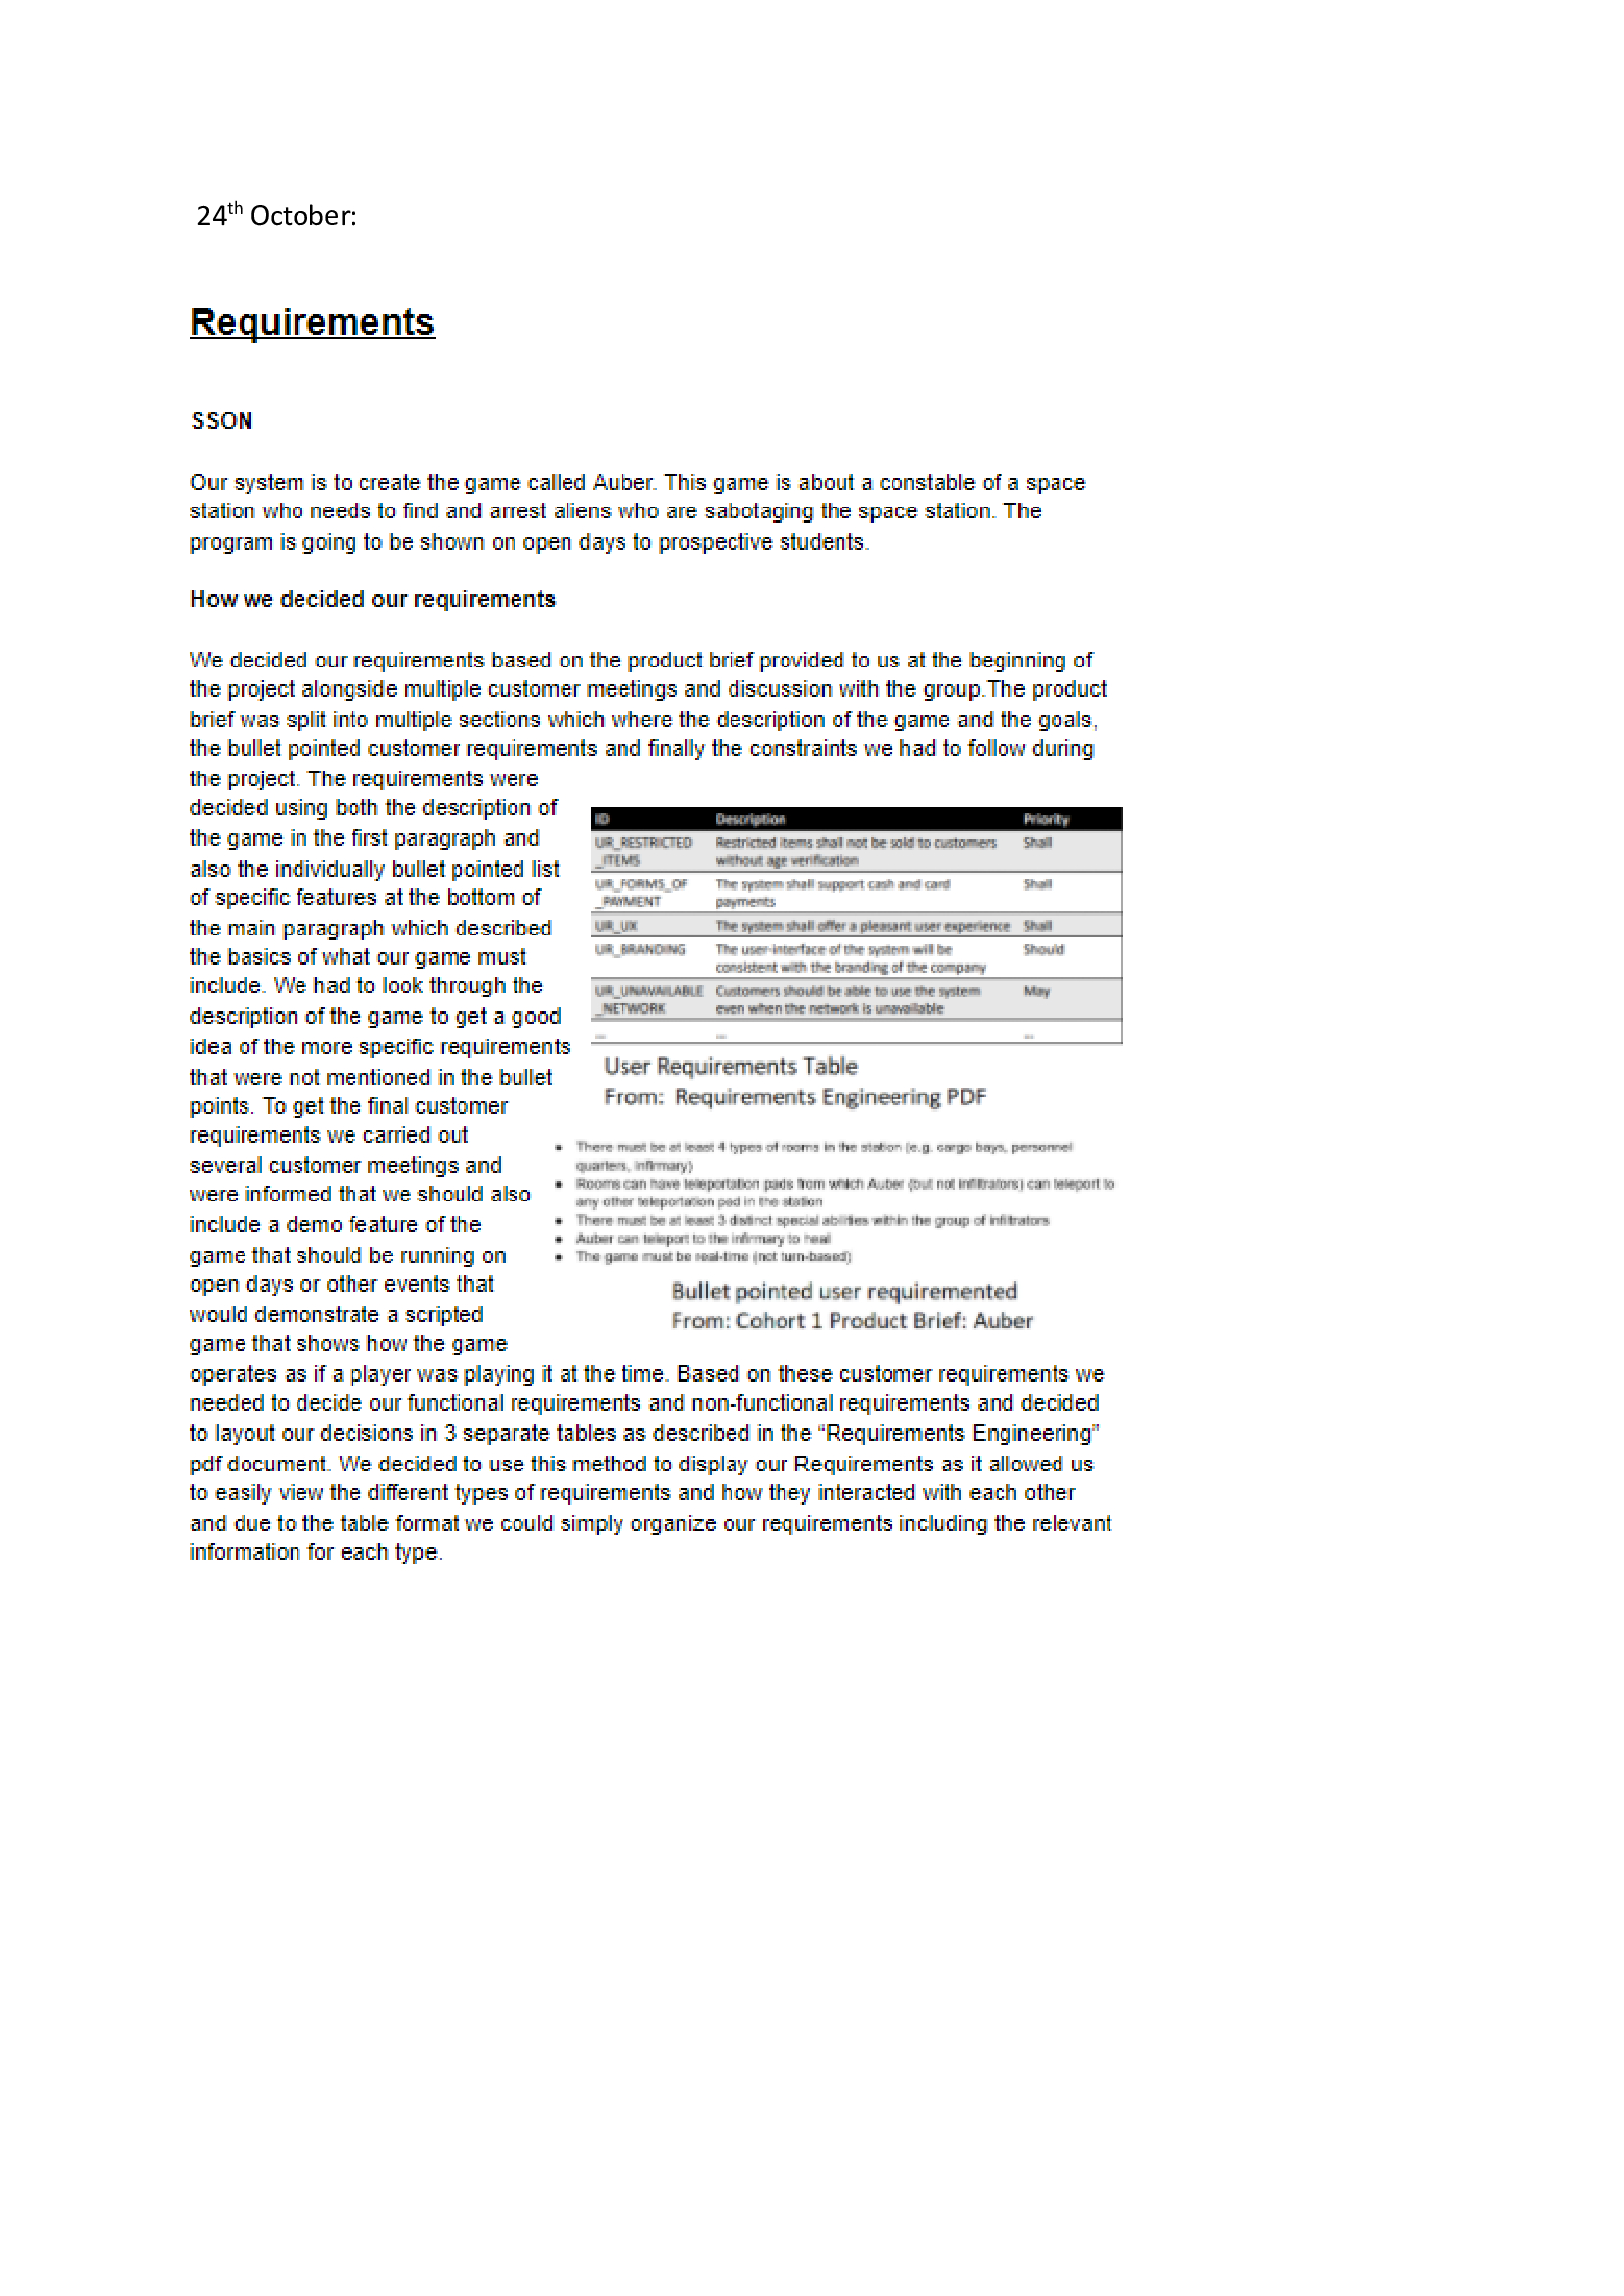 24th October:
Requirements
SSON
Our system is to create the game called Auber. This game is about a constable of a space
station who needs to find and arrest aliens who are sabotaging the space station. The
program is going to be shown on open days to prospective students.
How we decided our requirements
We decided our requirements based on the product brief provided to us at the beginning of
the project alongside multiple customer meetings and discussion with the group.The product
brief was split into multiple sections which where the description of the game and the goals,
the bullet pointed customer requirements and finally the constraints we had to follow during
the project. The requirements were
decided using both the description of
the game in the first paragraph and
also the individually bullet pointed list
of specific features at the bottom of
the main paragraph which described
the basics of what our game must
include. We had to look through the
description of the game to get a good
idea of the more specific requirements
that were not mentioned in the bullet
points. To get the final customer
requirements we carried out
several customer meetings and
were informed that we should also
include a demo feature of the
game that should be running on
open days or other events that
would demonstrate a scripted
game that shows how the game
operates as if a player was playing it at the time. Based on these customer requirements we
needed to decide our functional requirements and non-functional requirements and decided
to layout our decisions in 3 separate tables as described in the “Requirements Engineering”
pdf document. We decided to use this method to display our Requirements as it allowed us
to easily view the different types of requirements and how they interacted with each other
and due to the table format we could simply organize our requirements including the relevant
information for each type.
ID Description Priority
UR_RESTRICTED Restricted items shall not be sold to customers Shall
_ITEMS without age verification
UR_FORMS_OF The system shall support cash and card Shall
_PAYMENT payments
UR_UX The system shall offer a pleasant user experience Shall
UR_BRANDING The user-interface of the system will be Should
consistent with the branding of the company
UR_UNAVAILABLE Customers should be able to use the system May
_NETWORK even when the network is unavailable
... ... ...
User Requirements Table
From: Requirements Engineering PDF
• There must be at least 4 types of rooms in the station (e.g. cargo bays, personnel
quarters, infirmary)
• Rooms can have teleportation pads from which Auber (but not infiltrators) can teleport to
any other teleportation pad in the station
• There must be at least 3 distinct special abilities within the group of infiltrators
• Auber can teleport to the infirmary to heal
• The game must be real-time (not turn-based)
Bullet pointed user requiremented
From: Cohort 1 Product Brief: Auber